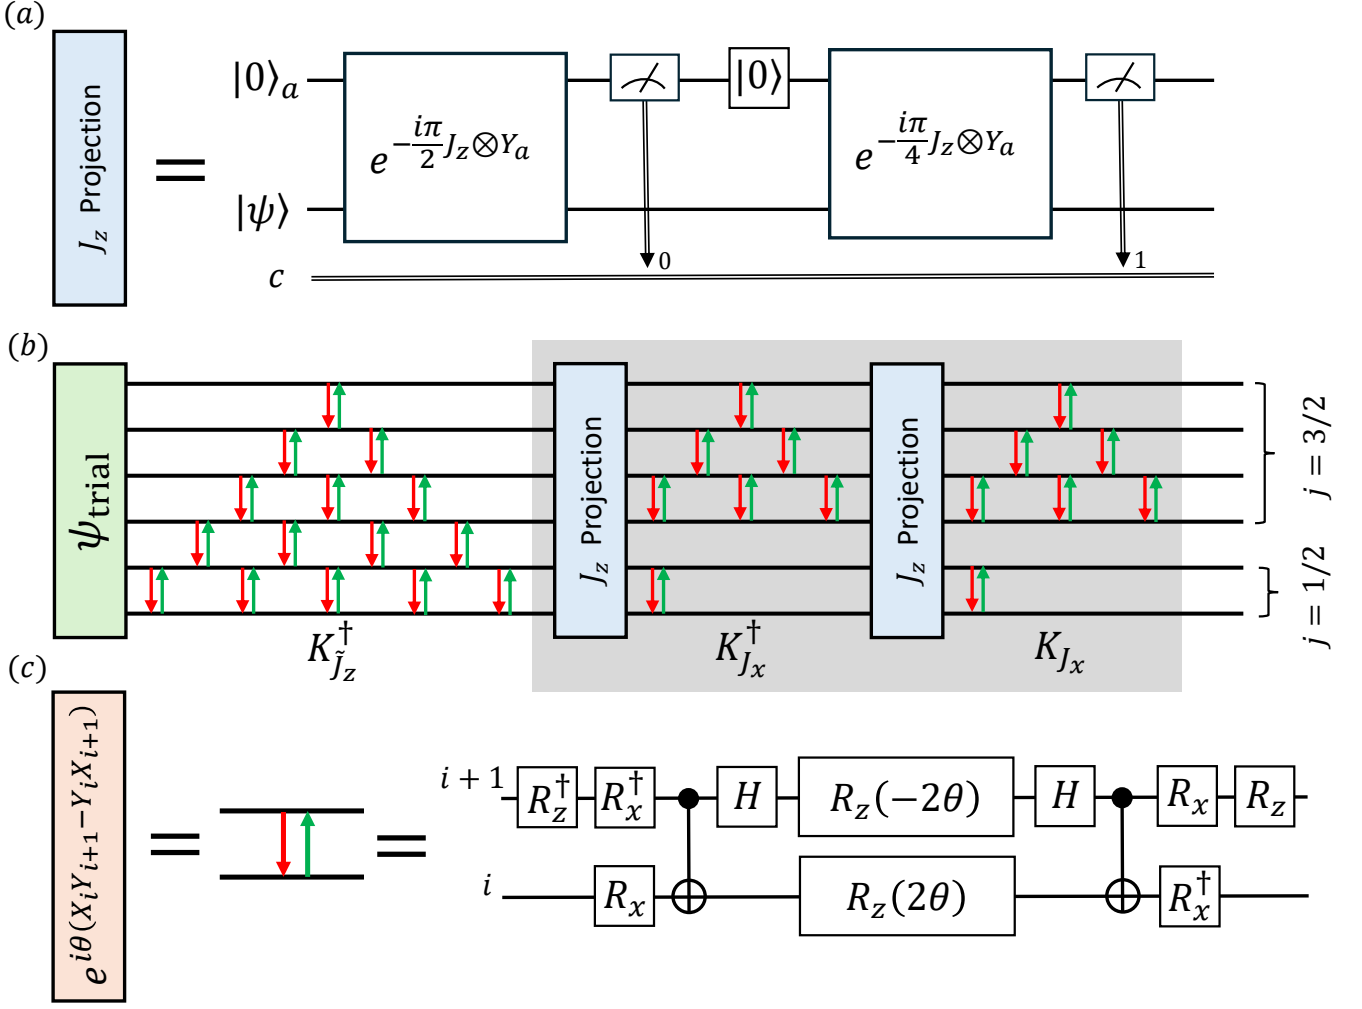 (a)
J_z Projection
=
|0⟩_a
e^{-\frac{iπ}{2}J_z⊗Y_a}
|0⟩
e^{-\frac{iπ}{4}J_z⊗Y_a}
|ψ⟩
0
1
c
(b)
ψ_trial
J_z Projection
J_z Projection
j = 3/2
j = 1/2
K^†_{J̃_z}
K^†_{J_x}
K_{J_x}
(c)
e^{iθ(X_iY_{i+1}−Y_iX_{i+1})}
=
=
i + 1
R_z^† R_x^† H R_z(−2θ) H R_x R_z
i
R_x R_z(2θ) R_x^†